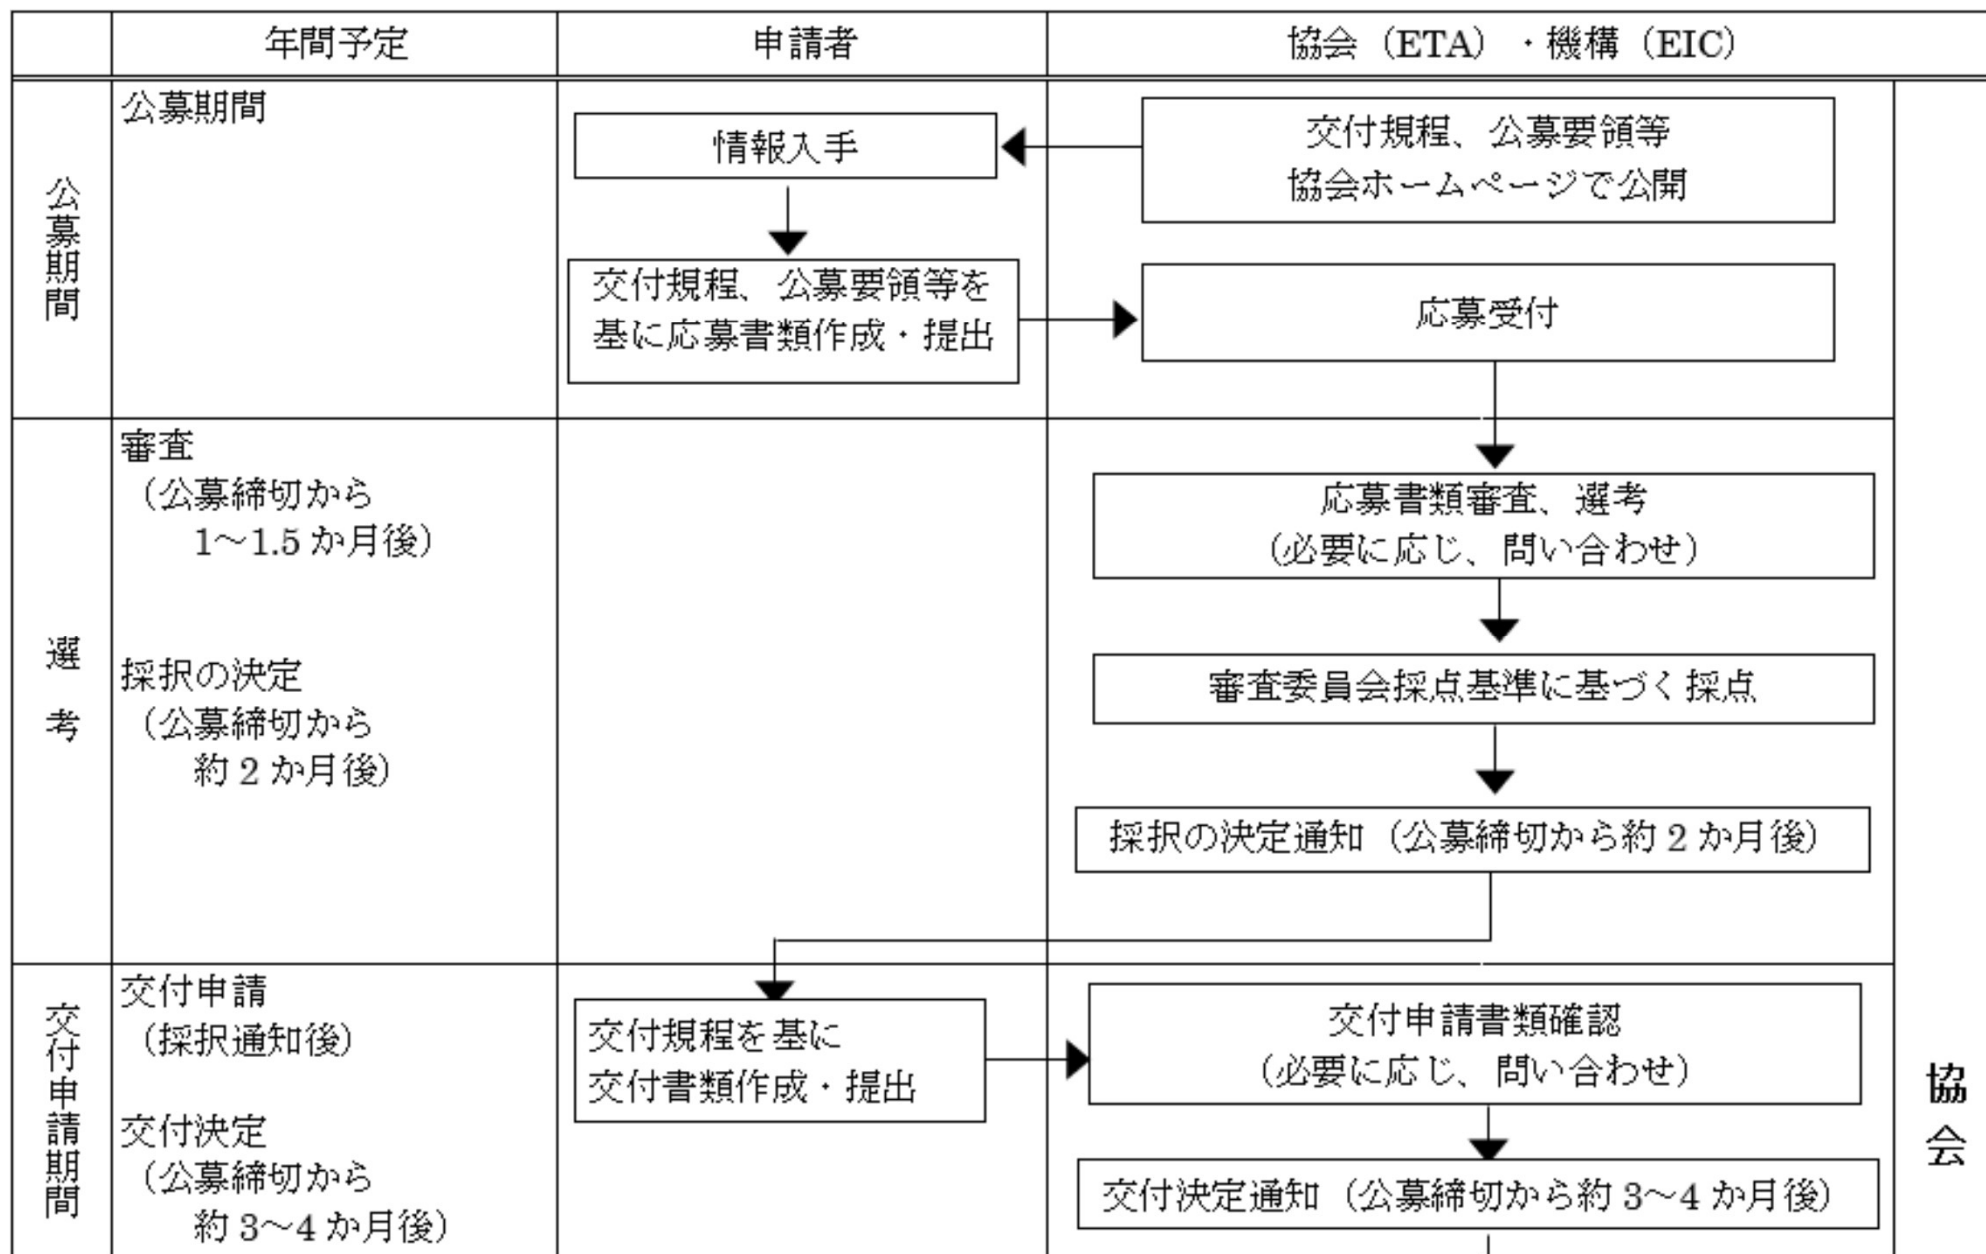 年間予定
申請者
協会（ETA）・機構（EIC）
公募期間
公募期間
情報入手
交付規程、公募要領等
協会ホームページで公開
交付規程、公募要領等を
基に応募書類作成・提出
応募受付
選考
審査
（公募締切から
1～1.5 か月後）
応募書類審査、選考
（必要に応じ、問い合わせ）
審査委員会採点基準に基づく採点
採択の決定
（公募締切から
約 2 か月後）
採択の決定通知（公募締切から約 2 か月後）
交付申請期間
交付申請
（採択通知後）
交付規程を基に
交付書類作成・提出
交付申請書類確認
（必要に応じ、問い合わせ）
交付決定
（公募締切から
約 3～4 か月後）
交付決定通知（公募締切から約 3～4 か月後）
協会